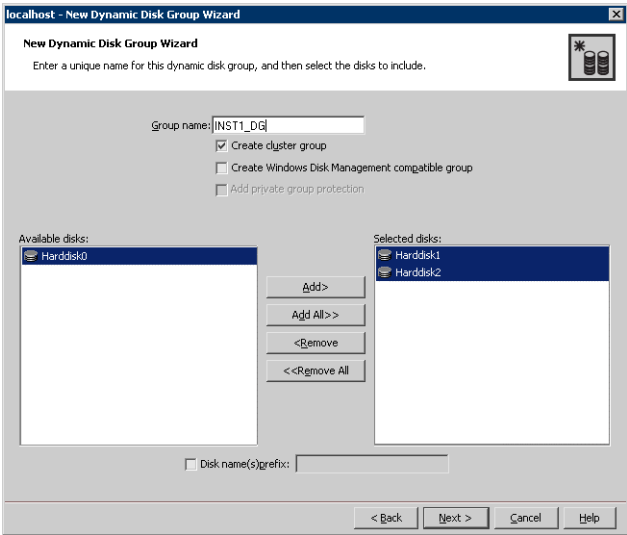 localhost - New Dynamic Disk Group Wizard
New Dynamic Disk Group Wizard
Enter a unique name for this dynamic disk group, and then select the disks to include.
Group name: INST1_DG
Create cluster group
Create Windows Disk Management compatible group
Add private group protection
Available disks:
Harddisk0
Selected disks:
Harddisk1
Harddisk2
Add>
Add All>>
<Remove
<<Remove All
Disk name(s)prefix:
< Back
Next >
Cancel
Help